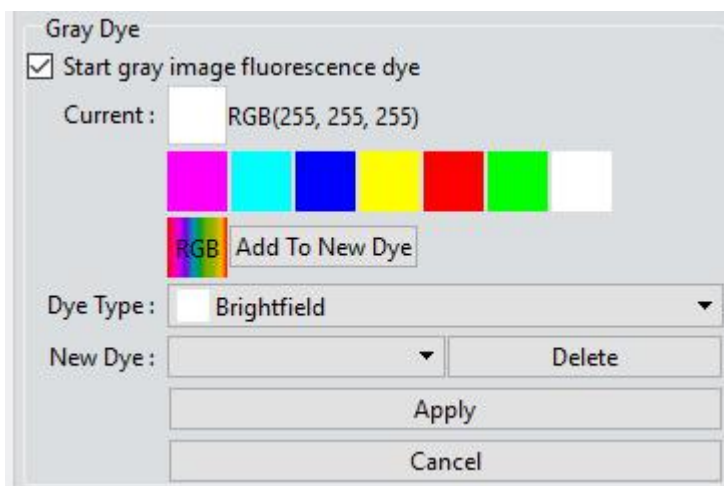 Gray Dye
Start gray image fluorescence dye
Current : RGB(255, 255, 255)
RGB Add To New Dye
Dye Type : Brightfield
New Dye : Delete
Apply
Cancel